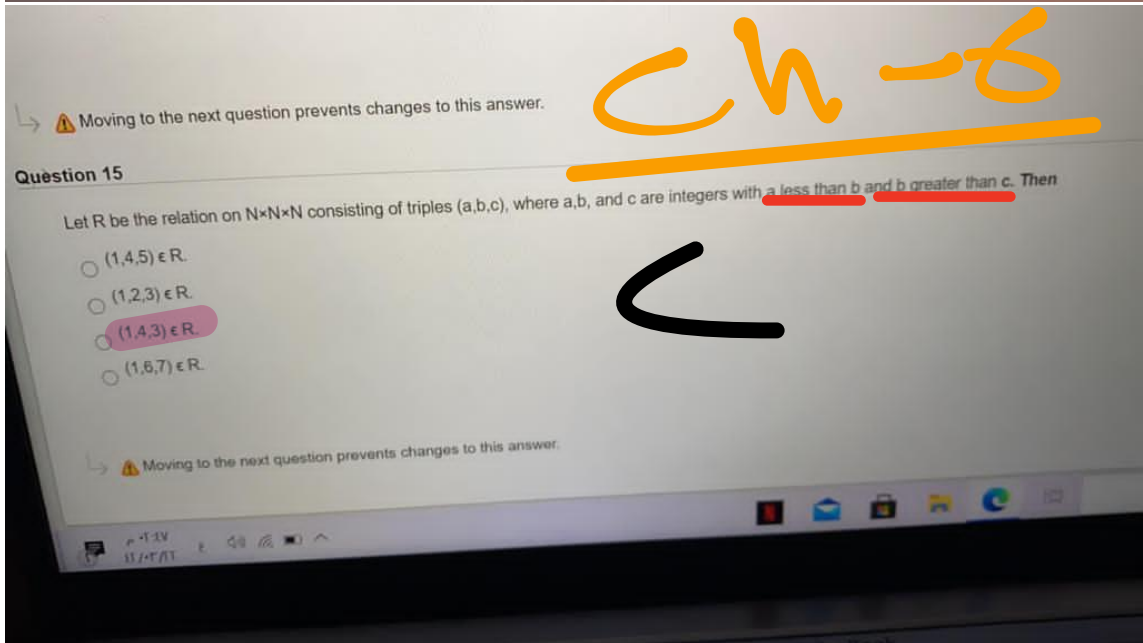 ch-6
Moving to the next question prevents changes to this answer.
Question 15
Let R be the relation on N×N×N consisting of triples (a,b,c), where a,b, and c are integers with a less than b and b greater than c. Then
(1,4,5) ϵ R.
(1,2,3) ϵ R.
(1,4,3) ϵ R.
(1,6,7) ϵ R.
Moving to the next question prevents changes to this answer.